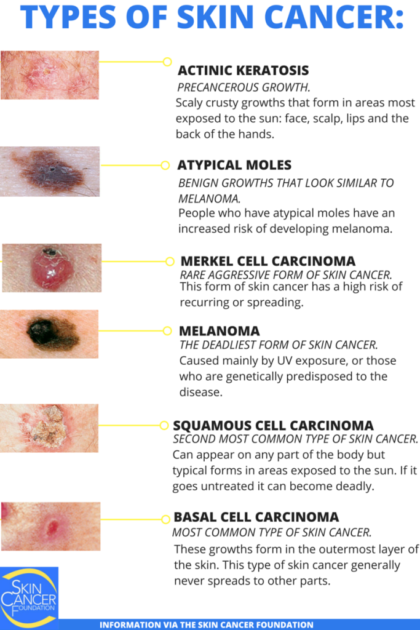 TYPES OF SKIN CANCER:
ACTINIC KERATOSIS
PRECANCEROUS GROWTH.
Scaly crusty growths that form in areas most
exposed to the sun: face, scalp, lips and the
back of the hands.
ATYPICAL MOLES
BENIGN GROWTHS THAT LOOK SIMILAR TO
MELANOMA.
People who have atypical moles have an
increased risk of developing melanoma.
MERKEL CELL CARCINOMA
RARE AGGRESSIVE FORM OF SKIN CANCER.
This form of skin cancer has a high risk of
recurring or spreading.
MELANOMA
THE DEADLIEST FORM OF SKIN CANCER.
Caused mainly by UV exposure, or those
who are genetically predisposed to the
disease.
SQUAMOUS CELL CARCINOMA
SECOND MOST COMMON TYPE OF SKIN CANCER.
Can appear on any part of the body but
typical forms in areas exposed to the sun. If it
goes untreated it can become deadly.
BASAL CELL CARCINOMA
MOST COMMON TYPE OF SKIN CANCER.
These growths form in the outermost layer of
the skin. This type of skin cancer generally
never spreads to other parts.
SKIN
CANCER
FOUNDATION
INFORMATION VIA THE SKIN CANCER FOUNDATION